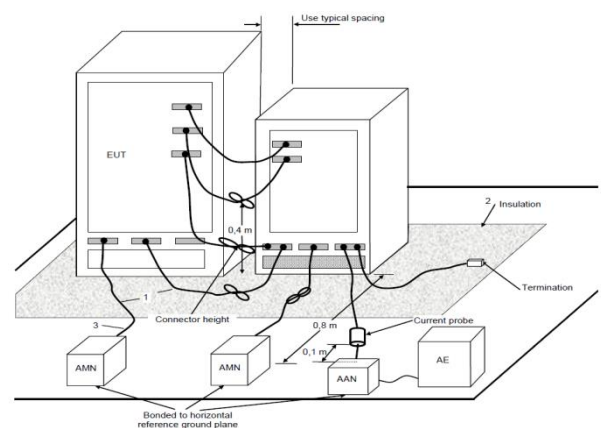 Use typical spacing
EUT
0,4 m
2
Insulation
1
Connector height
Termination
3
0,8 m
Current probe
0,1 m
AMN
AMN
AAN
AE
Bonded to horizontal
reference ground plane